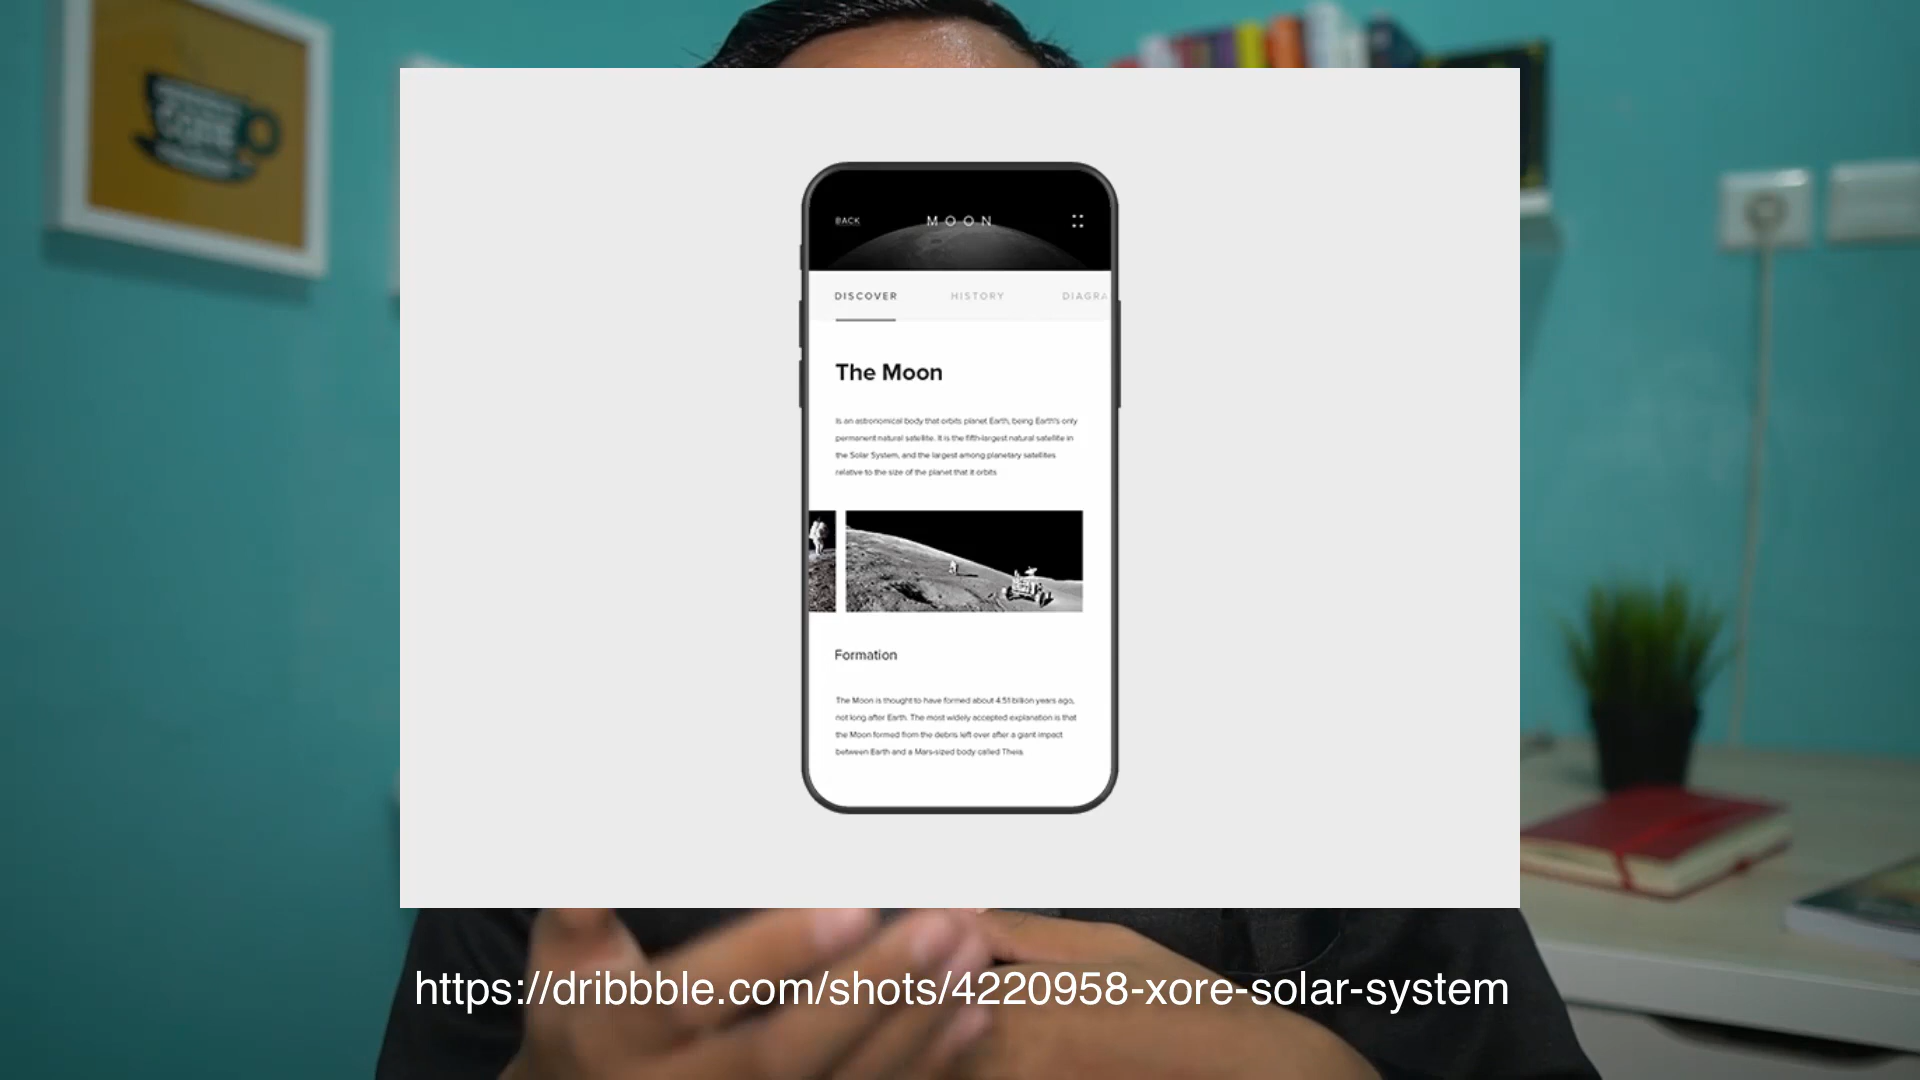 BACK
MOON
DISCOVER
HISTORY
DIAGRA
The Moon
Is an astronomical body that orbits planet Earth, being Earth's only
permanent natural satellite. It is the fifth-largest natural satellite in
the Solar System, and the largest among planetary satellites
relative to the size of the planet that it orbits
Formation
The Moon is thought to have formed about 4.51 billion years ago,
not long after Earth. The most widely accepted explanation is that
the Moon formed from the debris left over after a giant impact
between Earth and a Mars-sized body called Theia.
https://dribbble.com/shots/4220958-xore-solar-system